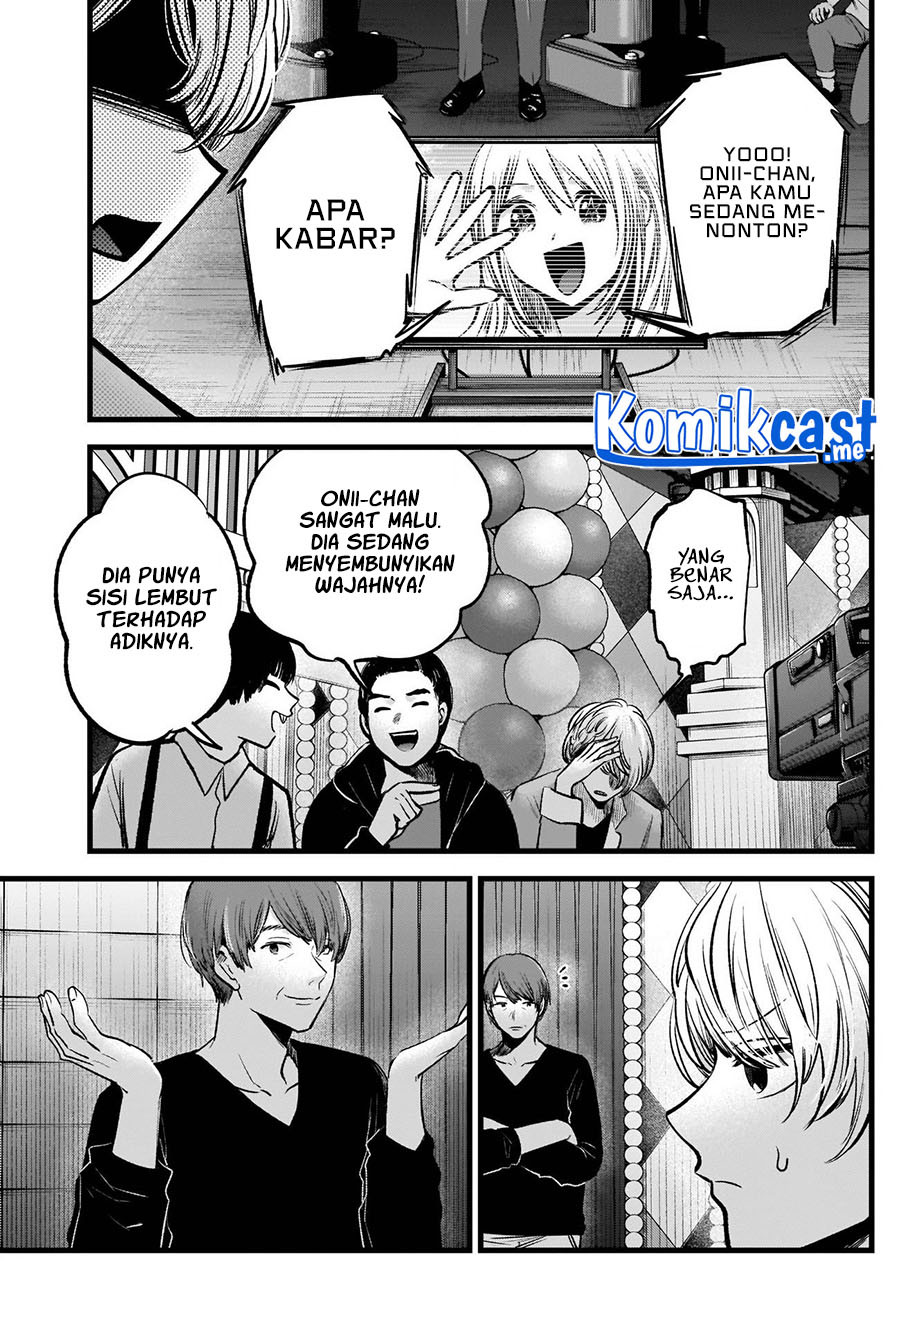 YOOO!
ONII-CHAN,
APA KAMU
SEDANG ME-
NONTON?
APA
KABAR?
Komikcast
.me
YANG
BENAR
SAJA...
ONII-CHAN
SANGAT MALU.
DIA SEDANG
MENYEMBUNYIKAN
WAJAHNYA!
DIA PUNYA
SISI LEMBUT
TERHADAP
ADIKNYA.